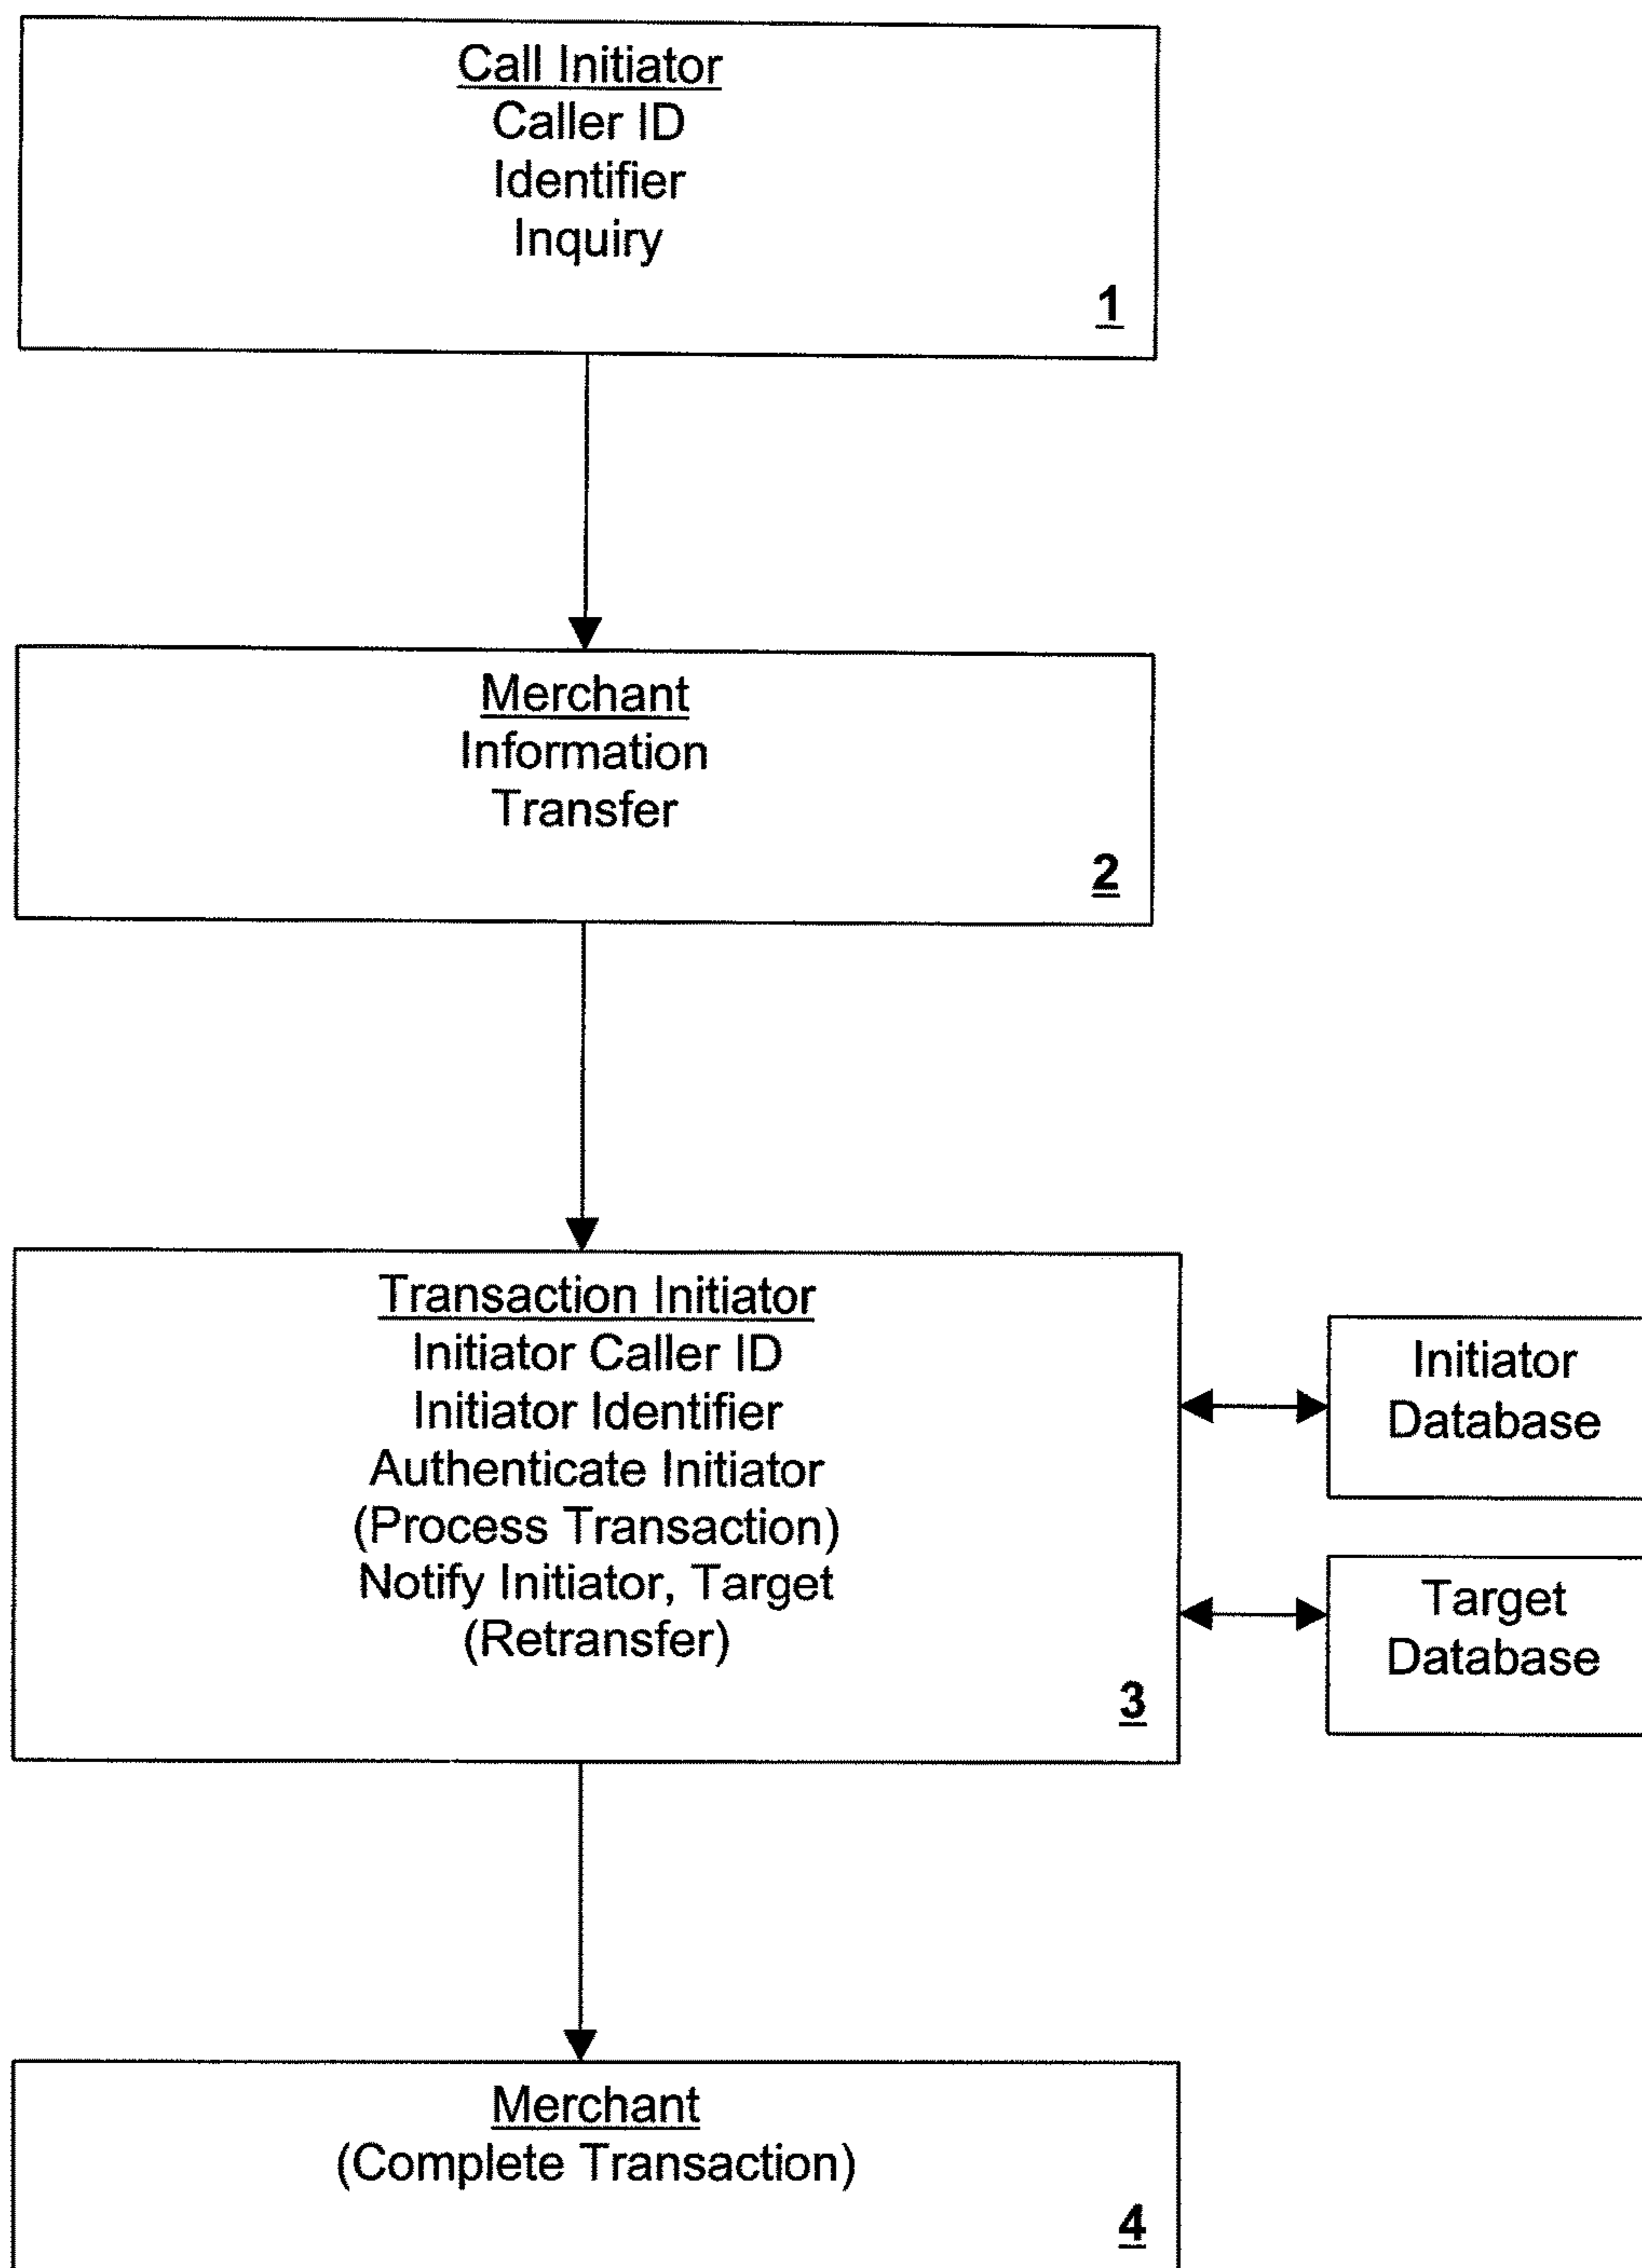 Call Initiator
Caller ID
Identifier
Inquiry
1
Merchant
Information
Transfer
2
Transaction Initiator
Initiator Caller ID
Initiator Identifier
Authenticate Initiator
(Process Transaction)
Notify Initiator, Target
(Retransfer)
3
Initiator
Database
Target
Database
Merchant
(Complete Transaction)
4